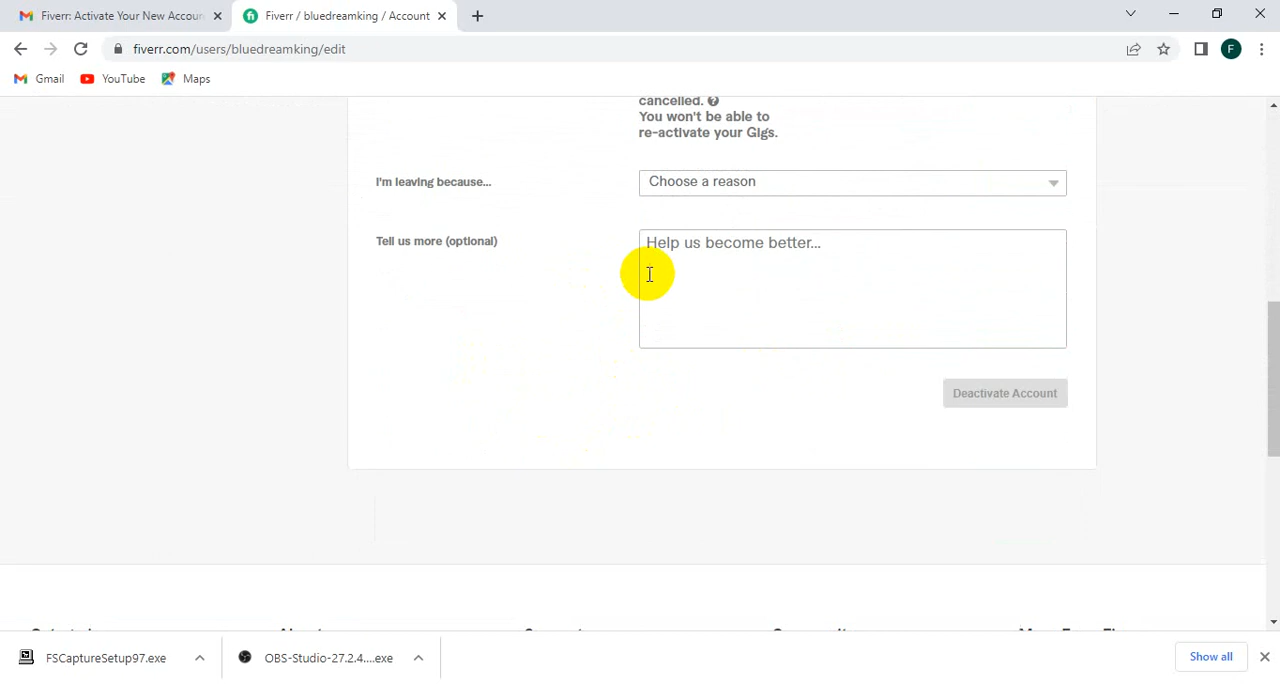 Fiverr: Activate Your New Accoun
Fiverr / bluedreamking / Account
fiverr.com/users/bluedreamking/edit
F
Gmail
YouTube
Maps
cancelled.
You won't be able to
re-activate your Gigs.
I'm leaving because...
Choose a reason
Tell us more (optional)
Help us become better...
Deactivate Account
FSCaptureSetup97.exe
OBS-Studio-27.2.4....exe
Show all